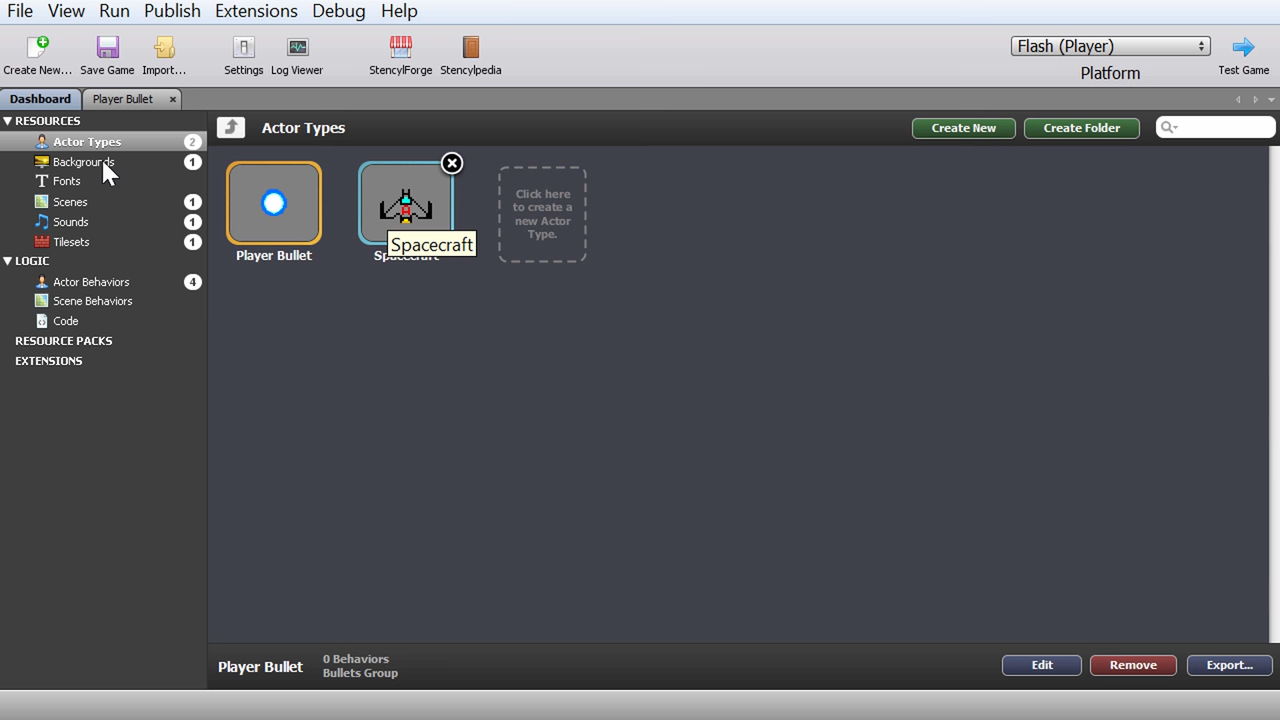 File View Run Publish Extensions Debug Help
Create New... Save Game Import... Settings Log Viewer StencylForge Stencylpedia
Flash (Player)
Platform
Test Game
Dashboard Player Bullet
RESOURCES
Actor Types 2
Backgrounds 1
Fonts
Scenes 1
Sounds 1
Tilesets 1
LOGIC
Actor Behaviors 4
Scene Behaviors
Code
RESOURCE PACKS
EXTENSIONS
Actor Types
Create New Create Folder
Player Bullet
Spacecraft
Spacecraft
Click here
to create a
new Actor
Type.
Player Bullet
0 Behaviors
Bullets Group
Edit Remove Export...